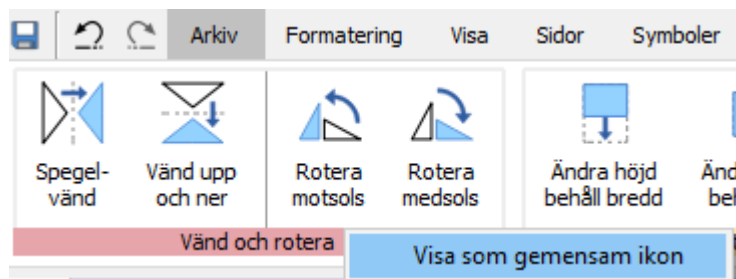 Arkiv Formatering Visa Sidor Symboler
Spegel- Vänd upp Rotera Rotera Ändra höjd
vänd och ner motsols medsols behåll bredd
Vänd och rotera
Visa som gemensam ikon